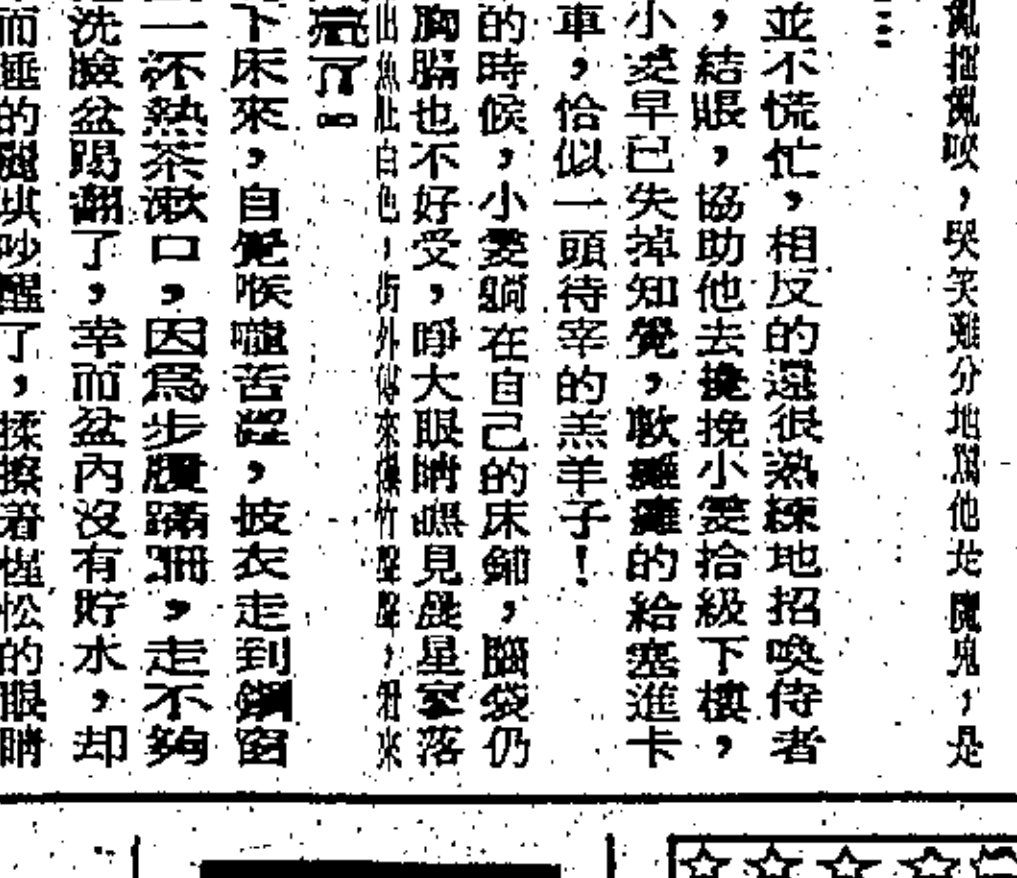 亂搥亂咬，哭笑難分地罵他是魔鬼，是
…
並不慌忙，相反的還很熟練地招喚侍者
，結賬，協助他去攙挽小雯拾級下樓，
小雯早已失掉知覺，軟癱癱的給塞進卡
車，恰似一頭待宰的羔羊子！
的時候，小雯躺在自己的床鋪，腦袋仍
胸膈也不好受，睜大眼睛瞧見晨星寥落
出魚肚白色，街外傳來爆竹聲聲，
亮了。
下床來，自覺喉嚨苦澀，披衣走到鋼窗
一杯熱茶漱口，因爲步履蹣跚，走不夠
洗臉盆踢翻了，幸而盆內沒有貯水，却
而睡的麗琪吵醒了，揉擦着惺忪的眼睛